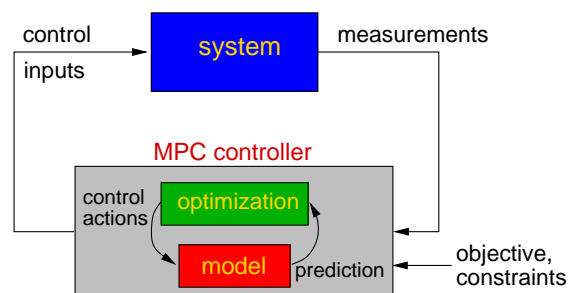 control
inputs
system
measurements
MPC controller
control
actions
optimization
model
prediction
objective,
constraints